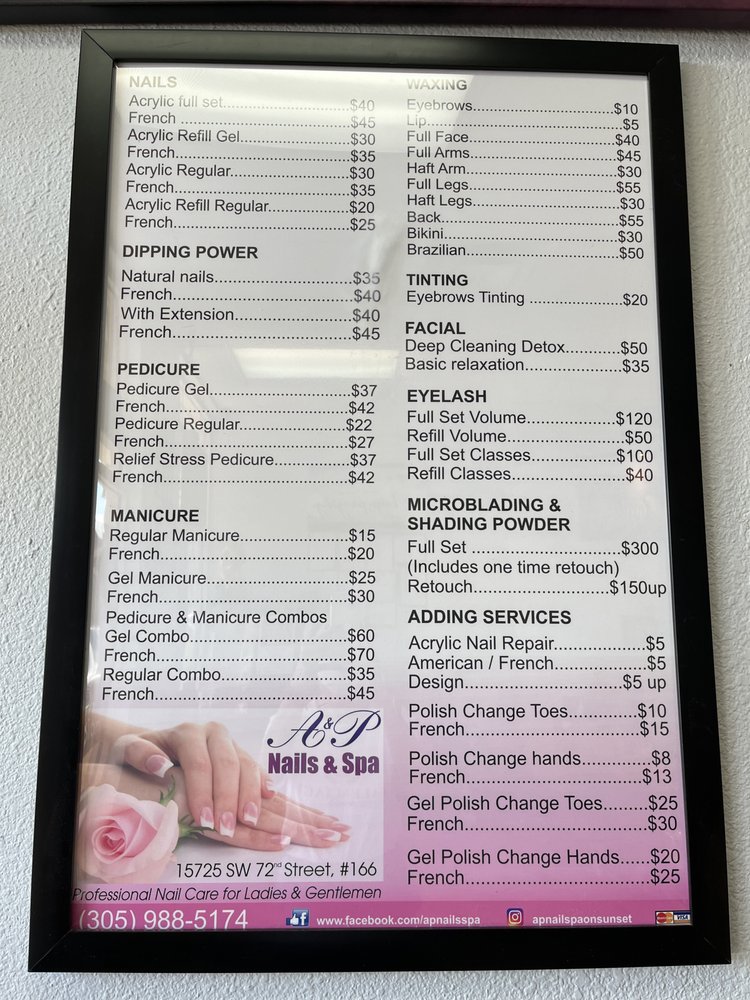 NAILS
Acrylic full set..............................$40
French .......................................$45
Acrylic Refill Gel..........................$30
French........................................$35
Acrylic Regular............................$30
French........................................$35
Acrylic Refill Regular...................$20
French........................................$25
DIPPING POWER
Natural nails................................$35
French........................................$40
With Extension............................$40
French........................................$45
PEDICURE
Pedicure Gel...............................$37
French........................................$42
Pedicure Regular........................$22
French........................................$27
Relief Stress Pedicure................$37
French........................................$42
MANICURE
Regular Manicure.......................$15
French........................................$20
Gel Manicure..............................$25
French........................................$30
Pedicure & Manicure Combos
Gel Combo.................................$60
French........................................$70
Regular Combo..........................$35
French........................................$45
A&P
Nails & Spa
15725 SW 72nd Street, #166
Professional Nail Care for Ladies & Gentlemen
WAXING
Eyebrows...............................$10
Lip...........................................$5
Full Face................................$40
Full Arms................................$45
Haft Arm.................................$30
Full Legs................................$55
Haft Legs...............................$30
Back.......................................$55
Bikini......................................$30
Brazilian.................................$50
TINTING
Eyebrows Tinting ...................$20
FACIAL
Deep Cleaning Detox...........$50
Basic relaxation.....................$35
EYELASH
Full Set Volume....................$120
Refill Volume.........................$50
Full Set Classes...................$100
Refill Classes.........................$40
MICROBLADING &
SHADING POWDER
Full Set .................................$300
(Includes one time retouch)
Retouch..............................$150up
ADDING SERVICES
Acrylic Nail Repair....................$5
American / French....................$5
Design..................................$5 up
Polish Change Toes..............$10
French.....................................$15
Polish Change hands..............$8
French.....................................$13
Gel Polish Change Toes.........$25
French.....................................$30
Gel Polish Change Hands......$20
French.....................................$25
(305) 988-5174
www.facebook.com/apnailsspa
apnailspaonsunset
VISA